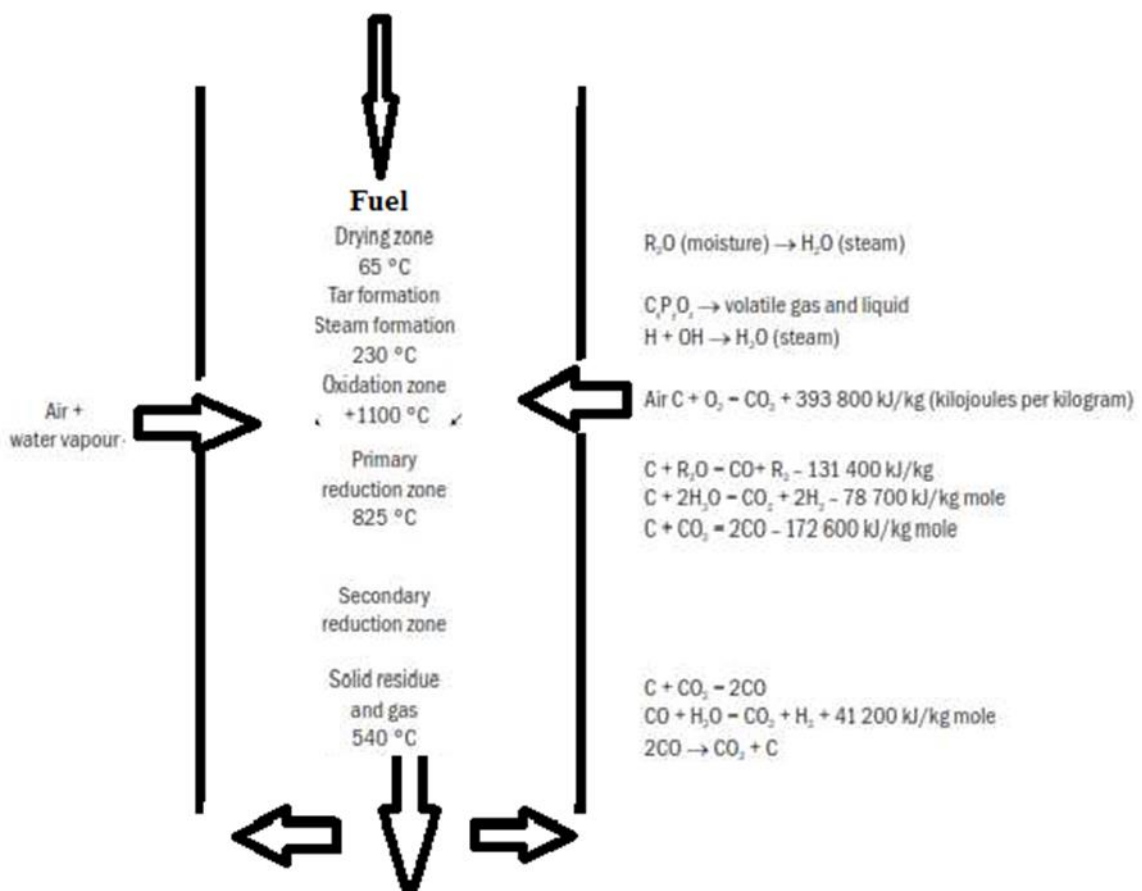 Fuel
Drying zone
65 °C
Tar formation
Steam formation
230 °C
Oxidation zone
+1100 °C
Primary
reduction zone
825 °C
Secondary
reduction zone
Solid residue
and gas
540 °C
Air +
water vapour
R₂O (moisture) → H₂O (steam)
CₓPᵧO₂ → volatile gas and liquid
H + OH → H₂O (steam)
Air C + O₂ = CO₂ + 393 800 kJ/kg (kilojoules per kilogram)
C + R₂O = CO+ R₂ – 131 400 kJ/kg
C + 2H₂O = CO₂ + 2H₂ – 78 700 kJ/kg mole
C + CO₂ = 2CO – 172 600 kJ/kg mole
C + CO₂ = 2CO
CO + H₂O = CO₂ + H₂ + 41 200 kJ/kg mole
2CO → CO₂ + C